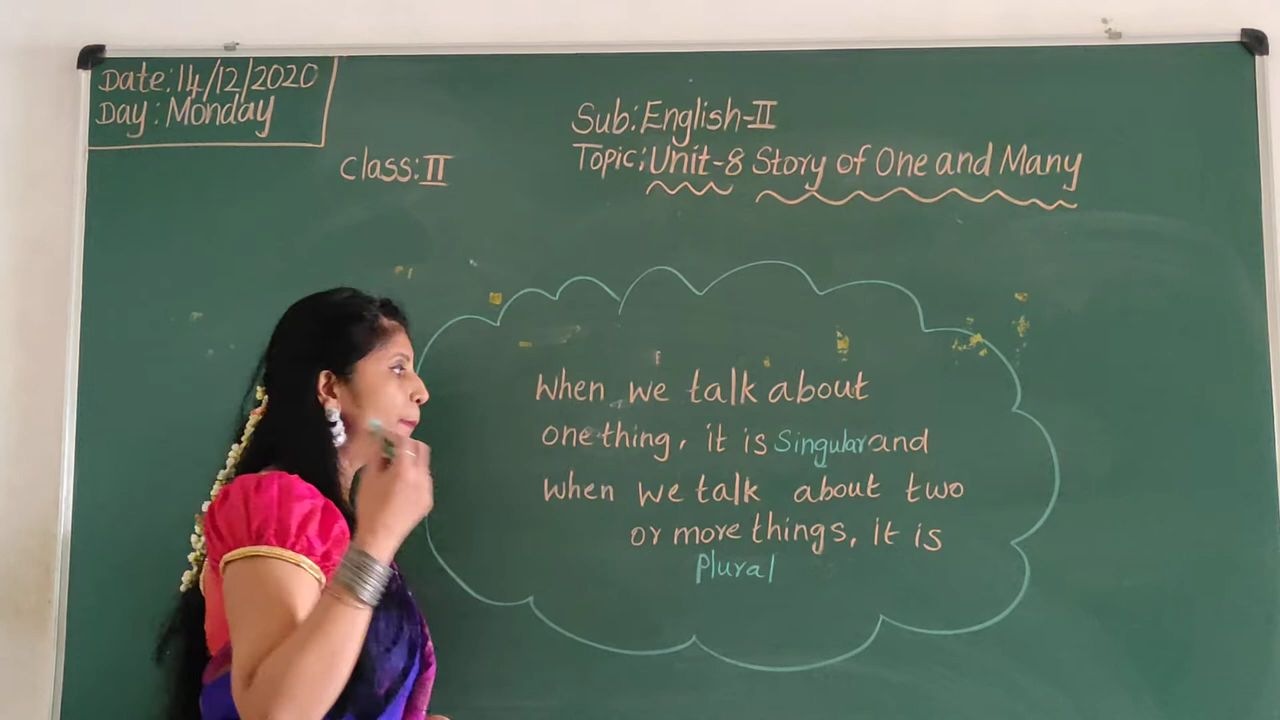 Date:14/12/2020
Day: Monday
Class:II
Sub:English-II
Topic:Unit-8 Story of One and Many
When we talk about
one thing, it is Singular and
when we talk about two
or more things, it is
Plural